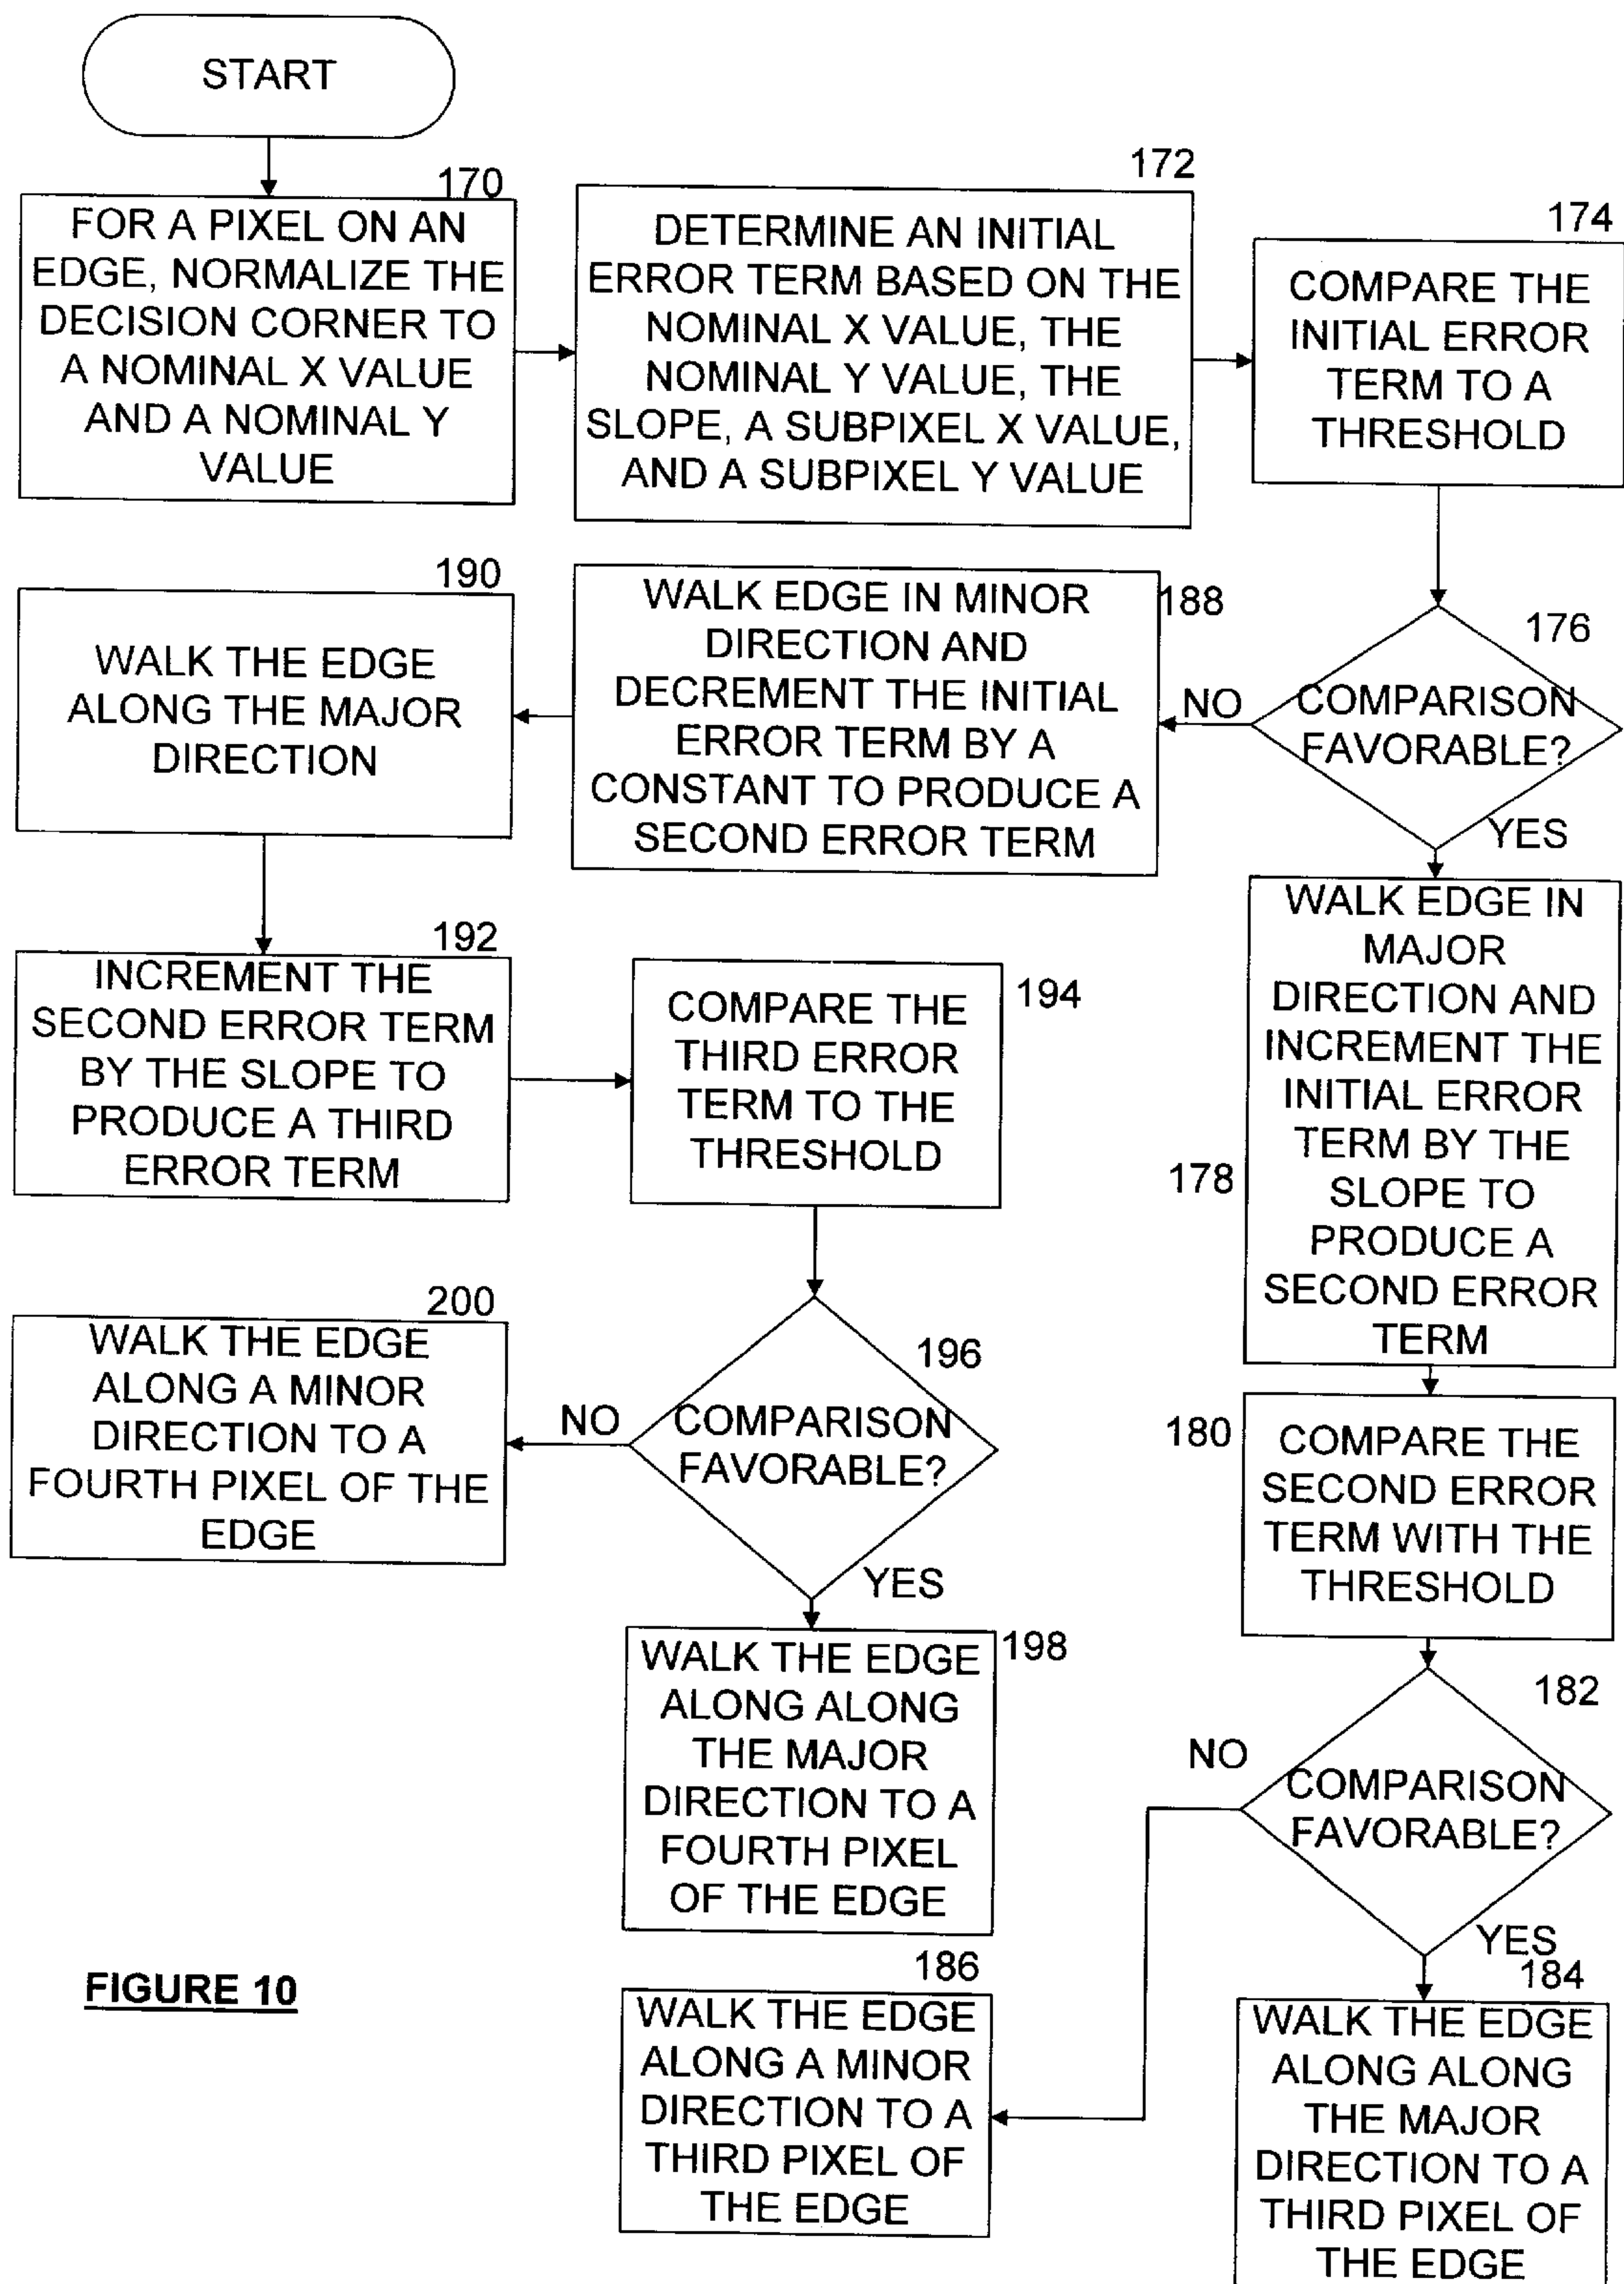 START
170
FOR A PIXEL ON AN
EDGE, NORMALIZE THE
DECISION CORNER TO
A NOMINAL X VALUE
AND A NOMINAL Y
VALUE
172
DETERMINE AN INITIAL
ERROR TERM BASED ON THE
NOMINAL X VALUE, THE
NOMINAL Y VALUE, THE
SLOPE, A SUBPIXEL X VALUE,
AND A SUBPIXEL Y VALUE
174
COMPARE THE
INITIAL ERROR
TERM TO A
THRESHOLD
176
COMPARISON
FAVORABLE?
NO
YES
188
WALK EDGE IN MINOR
DIRECTION AND
DECREMENT THE INITIAL
ERROR TERM BY A
CONSTANT TO PRODUCE A
SECOND ERROR TERM
190
WALK THE EDGE
ALONG THE MAJOR
DIRECTION
192
INCREMENT THE
SECOND ERROR TERM
BY THE SLOPE TO
PRODUCE A THIRD
ERROR TERM
194
COMPARE THE
THIRD ERROR
TERM TO THE
THRESHOLD
196
COMPARISON
FAVORABLE?
NO
YES
200
WALK THE EDGE
ALONG A MINOR
DIRECTION TO A
FOURTH PIXEL OF THE
EDGE
198
WALK THE EDGE
ALONG ALONG
THE MAJOR
DIRECTION TO A
FOURTH PIXEL
OF THE EDGE
178
WALK EDGE IN
MAJOR
DIRECTION AND
INCREMENT THE
INITIAL ERROR
TERM BY THE
SLOPE TO
PRODUCE A
SECOND ERROR
TERM
180
COMPARE THE
SECOND ERROR
TERM WITH THE
THRESHOLD
182
COMPARISON
FAVORABLE?
NO
YES
186
WALK THE EDGE
ALONG A MINOR
DIRECTION TO A
THIRD PIXEL OF
THE EDGE
184
WALK THE EDGE
ALONG ALONG
THE MAJOR
DIRECTION TO A
THIRD PIXEL OF
THE EDGE
FIGURE 10